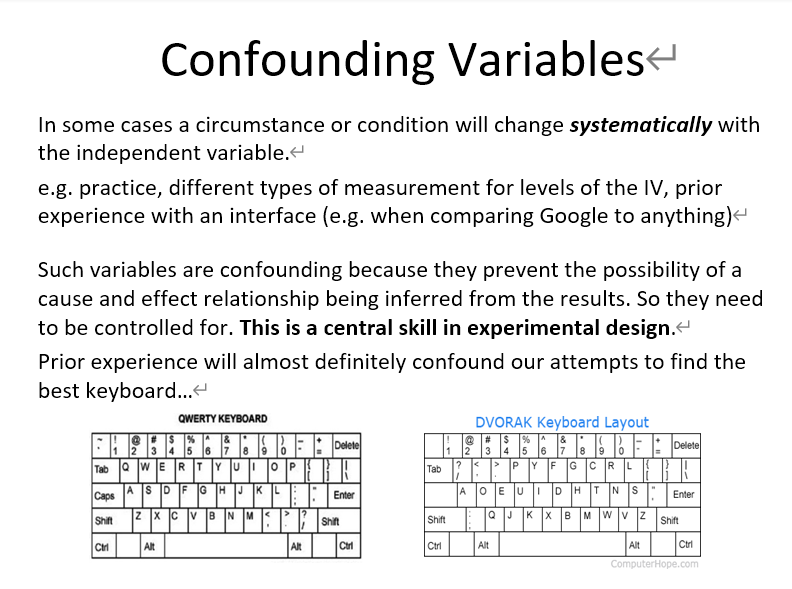 Confounding Variables↵
In some cases a circumstance or condition will change systematically with
the independent variable.↵
e.g. practice, different types of measurement for levels of the IV, prior
experience with an interface (e.g. when comparing Google to anything)↵
Such variables are confounding because they prevent the possibility of a
cause and effect relationship being inferred from the results. So they need
to be controlled for. This is a central skill in experimental design.↵
Prior experience will almost definitely confound our attempts to find the
best keyboard...↵
QWERTY KEYBOARD
~ ! @ # $ % ^ & * ( ) _ + Delete
1 2 3 4 5 6 7 8 9 0 - =
Tab Q W E R T Y U I O P { } |
[ ] \
Caps A S D F G H J K L : " Enter
; '
Shift Z X C V B N M < > ? Shift
, . /
Ctrl Alt Alt Ctrl
DVORAK Keyboard Layout
! @ # $ % ^ & * ( ) _ + Delete
1 2 3 4 5 6 7 8 9 0 - =
Tab ? < > P Y F G C R L { } |
/ , . [ ] \
A O E U I D H T N S " Enter
'
Shift : Q J K X B M W V Z Shift
;
Ctrl Alt Alt Ctrl
ComputerHope.com